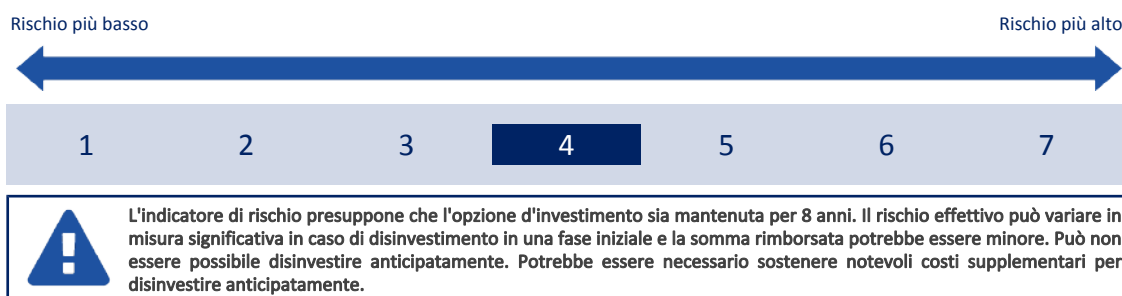 Rischio più basso Rischio più alto
1 2 3 4 5 6 7
L'indicatore di rischio presuppone che l'opzione d'investimento sia mantenuta per 8 anni. Il rischio effettivo può variare in
misura significativa in caso di disinvestimento in una fase iniziale e la somma rimborsata potrebbe essere minore. Può non
essere possibile disinvestire anticipatamente. Potrebbe essere necessario sostenere notevoli costi supplementari per
disinvestire anticipatamente.